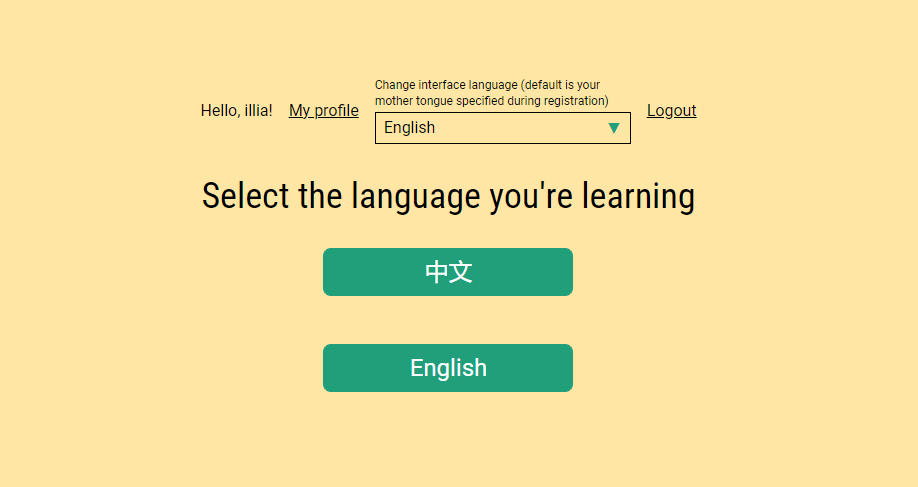 Hello, illia!
My profile
Change interface language (default is your
mother tongue specified during registration)
English
Logout
Select the language you're learning
中文
English